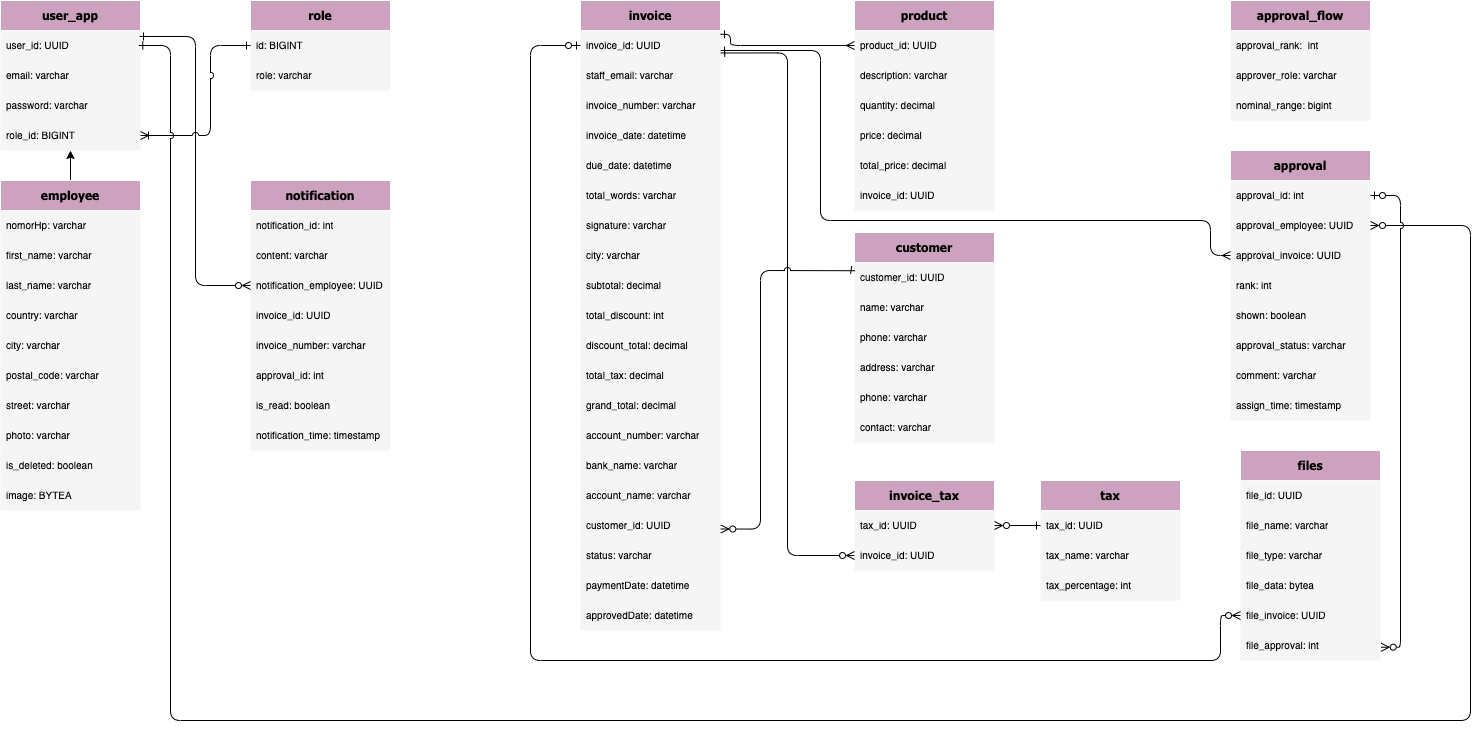 user_app
user_id: UUID
email: varchar
password: varchar
role_id: BIGINT
role
id: BIGINT
role: varchar
employee
nomorHp: varchar
first_name: varchar
last_name: varchar
country: varchar
city: varchar
postal_code: varchar
street: varchar
photo: varchar
is_deleted: boolean
image: BYTEA
notification
notification_id: int
content: varchar
notification_employee: UUID
invoice_id: UUID
invoice_number: varchar
approval_id: int
is_read: boolean
notification_time: timestamp
invoice
invoice_id: UUID
staff_email: varchar
invoice_number: varchar
invoice_date: datetime
due_date: datetime
total_words: varchar
signature: varchar
city: varchar
subtotal: decimal
total_discount: int
discount_total: decimal
total_tax: decimal
grand_total: decimal
account_number: varchar
bank_name: varchar
account_name: varchar
customer_id: UUID
status: varchar
paymentDate: datetime
approvedDate: datetime
product
product_id: UUID
description: varchar
quantity: decimal
price: decimal
total_price: decimal
invoice_id: UUID
customer
customer_id: UUID
name: varchar
phone: varchar
address: varchar
phone: varchar
contact: varchar
invoice_tax
tax_id: UUID
invoice_id: UUID
tax
tax_id: UUID
tax_name: varchar
tax_percentage: int
approval_flow
approval_rank:  int
approver_role: varchar
nominal_range: bigint
approval
approval_id: int
approval_employee: UUID
approval_invoice: UUID
rank: int
shown: boolean
approval_status: varchar
comment: varchar
assign_time: timestamp
files
file_id: UUID
file_name: varchar
file_type: varchar
file_data: bytea
file_invoice: UUID
file_approval: int